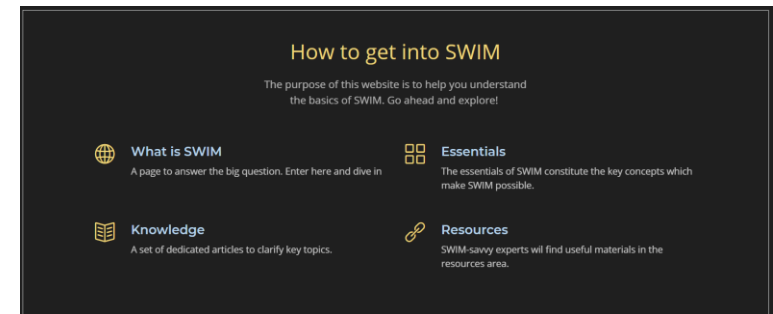 How to get into SWIM
The purpose of this website is to help you understand
the basics of SWIM. Go ahead and explore!
What is SWIM
A page to answer the big question. Enter here and dive in
Essentials
The essentials of SWIM constitute the key concepts which
make SWIM possible.
Knowledge
A set of dedicated articles to clarify key topics.
Resources
SWIM-savvy experts wil find useful materials in the
resources area.